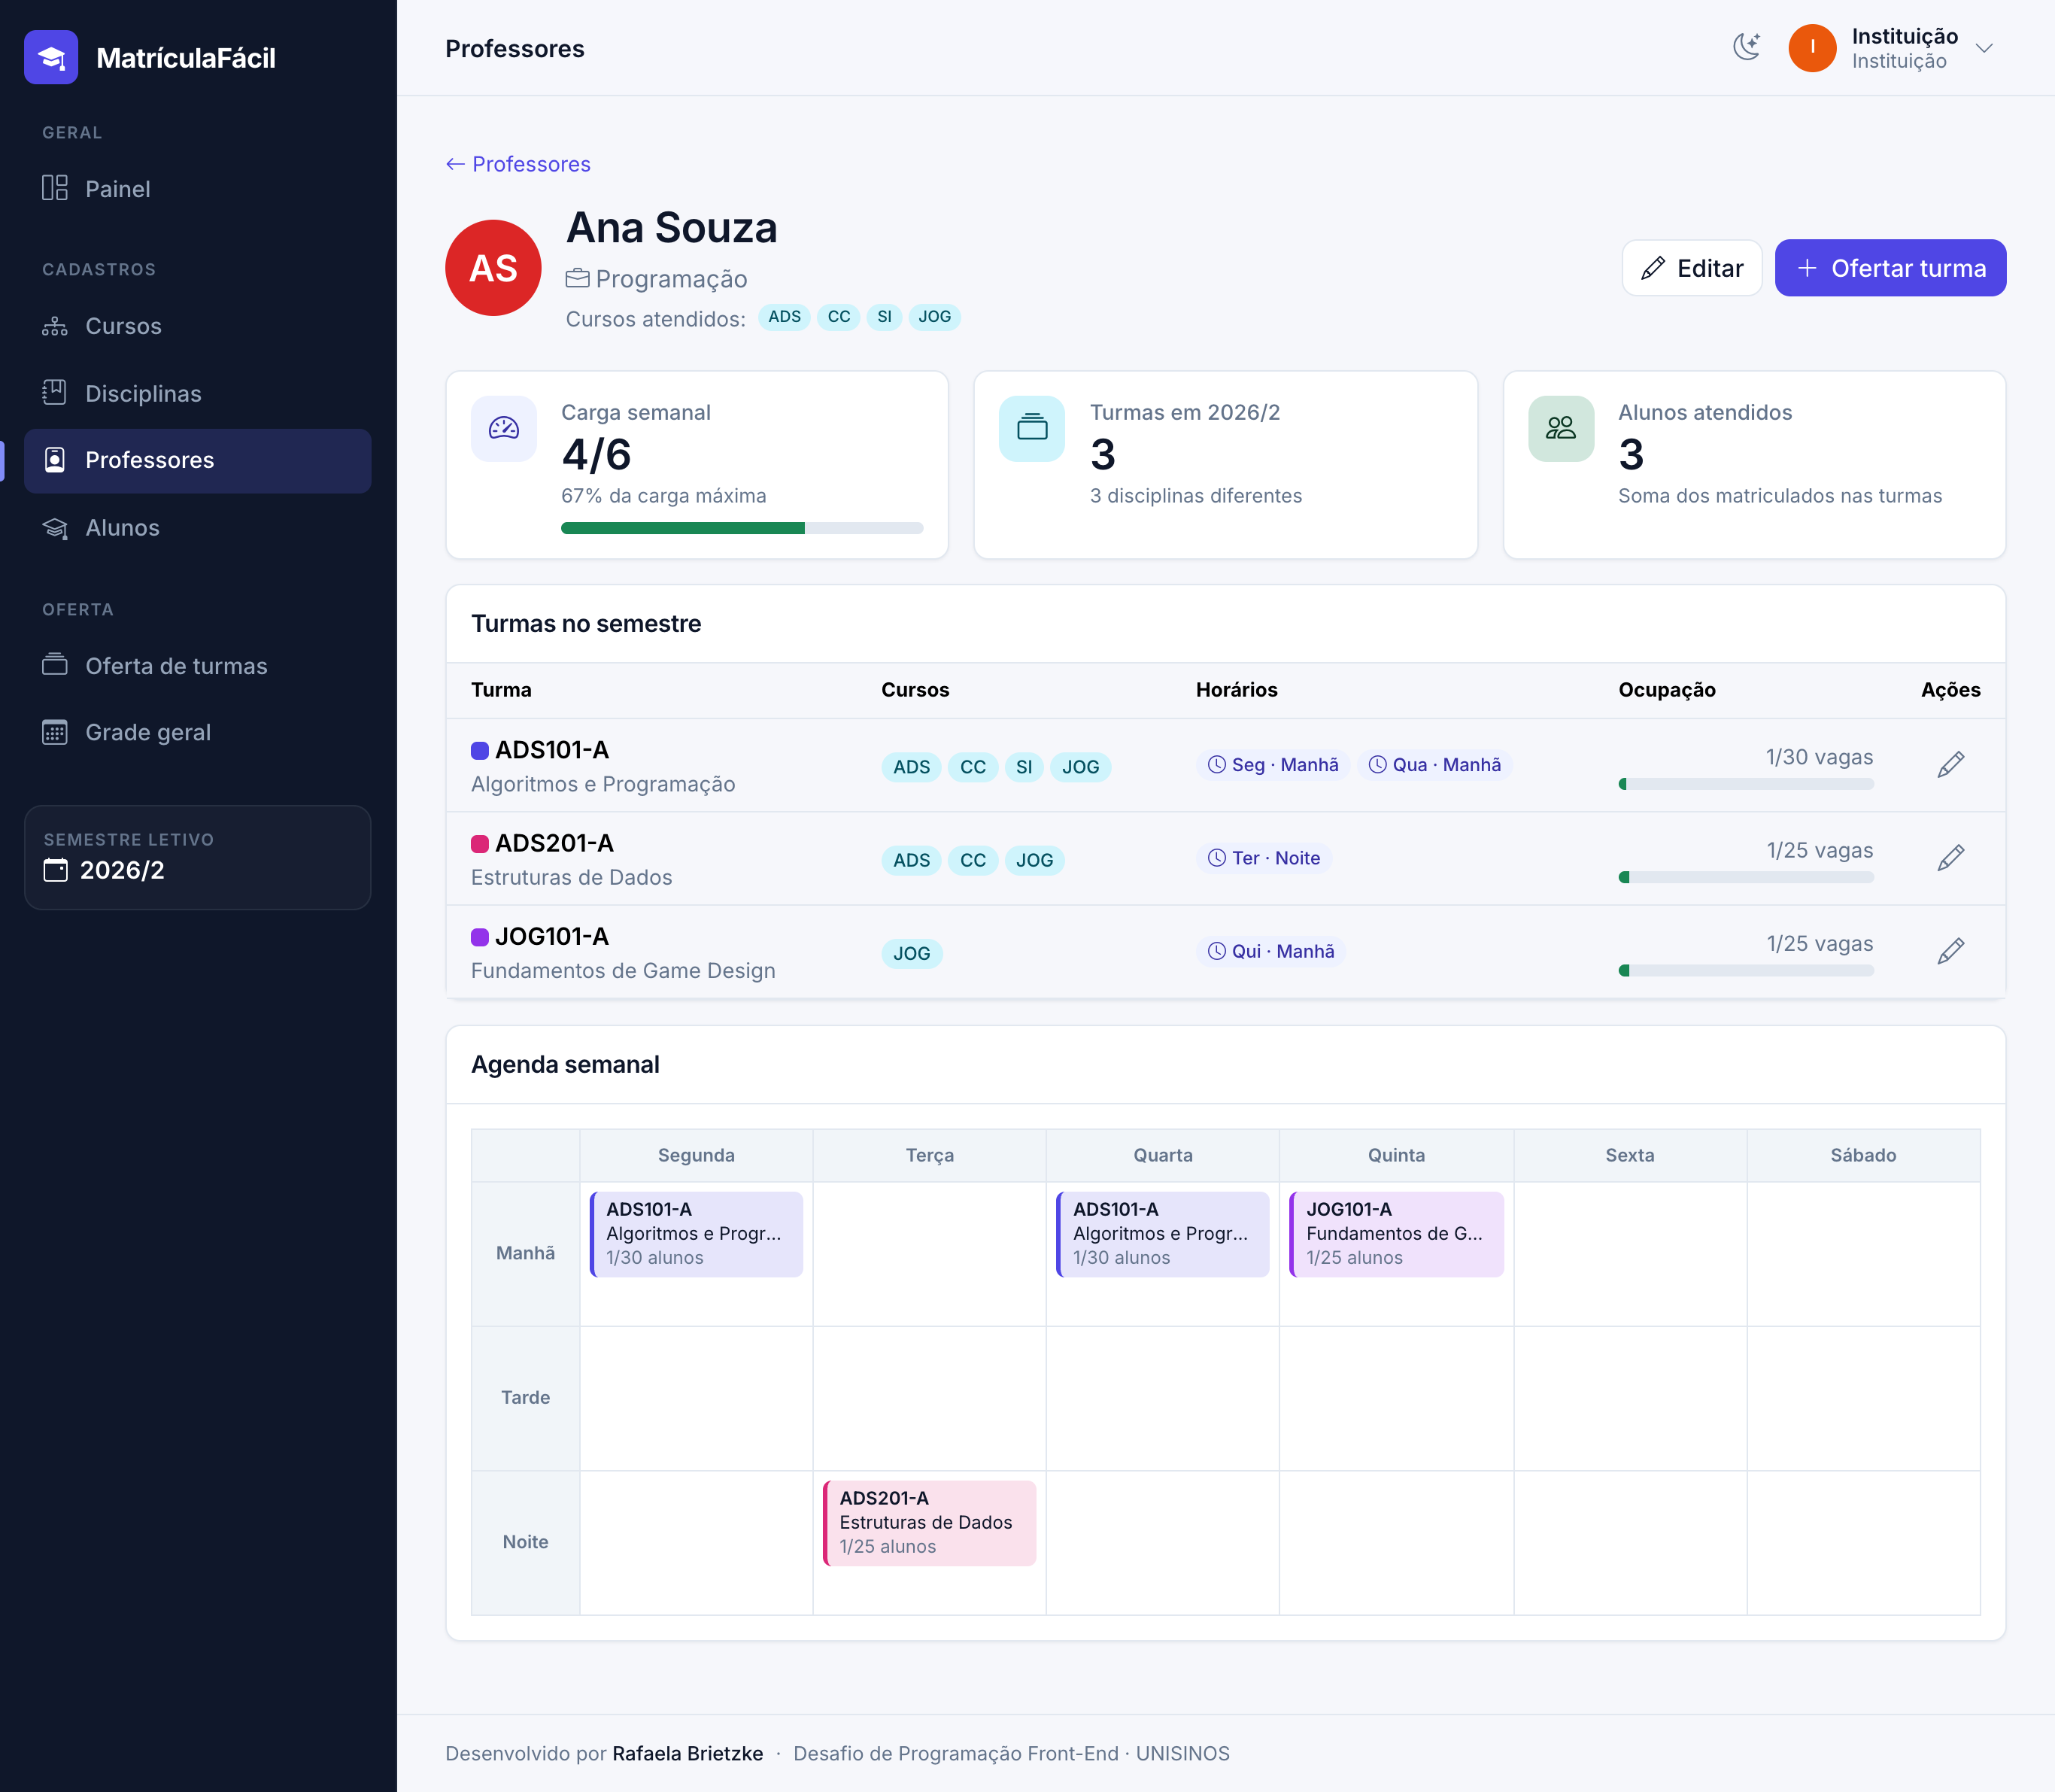 MatrículaFácil
GERAL
Painel
CADASTROS
Cursos
Disciplinas
Professores
Alunos
OFERTA
Oferta de turmas
Grade geral
SEMESTRE LETIVO
2026/2
Professores
I
Instituição
Instituição
← Professores
AS
Ana Souza
Programação
Cursos atendidos: ADS CC SI JOG
Editar
+ Ofertar turma
Carga semanal
4/6
67% da carga máxima
Turmas em 2026/2
3
3 disciplinas diferentes
Alunos atendidos
3
Soma dos matriculados nas turmas
Turmas no semestre
Turma Cursos Horários Ocupação Ações
ADS101-A
Algoritmos e Programação
ADS CC SI JOG
Seg · Manhã Qua · Manhã
1/30 vagas
ADS201-A
Estruturas de Dados
ADS CC JOG
Ter · Noite
1/25 vagas
JOG101-A
Fundamentos de Game Design
JOG
Qui · Manhã
1/25 vagas
Agenda semanal
Segunda Terça Quarta Quinta Sexta Sábado
Manhã
ADS101-A
Algoritmos e Progr...
1/30 alunos
ADS101-A
Algoritmos e Progr...
1/30 alunos
JOG101-A
Fundamentos de G...
1/25 alunos
Tarde
Noite
ADS201-A
Estruturas de Dados
1/25 alunos
Desenvolvido por Rafaela Brietzke · Desafio de Programação Front-End · UNISINOS